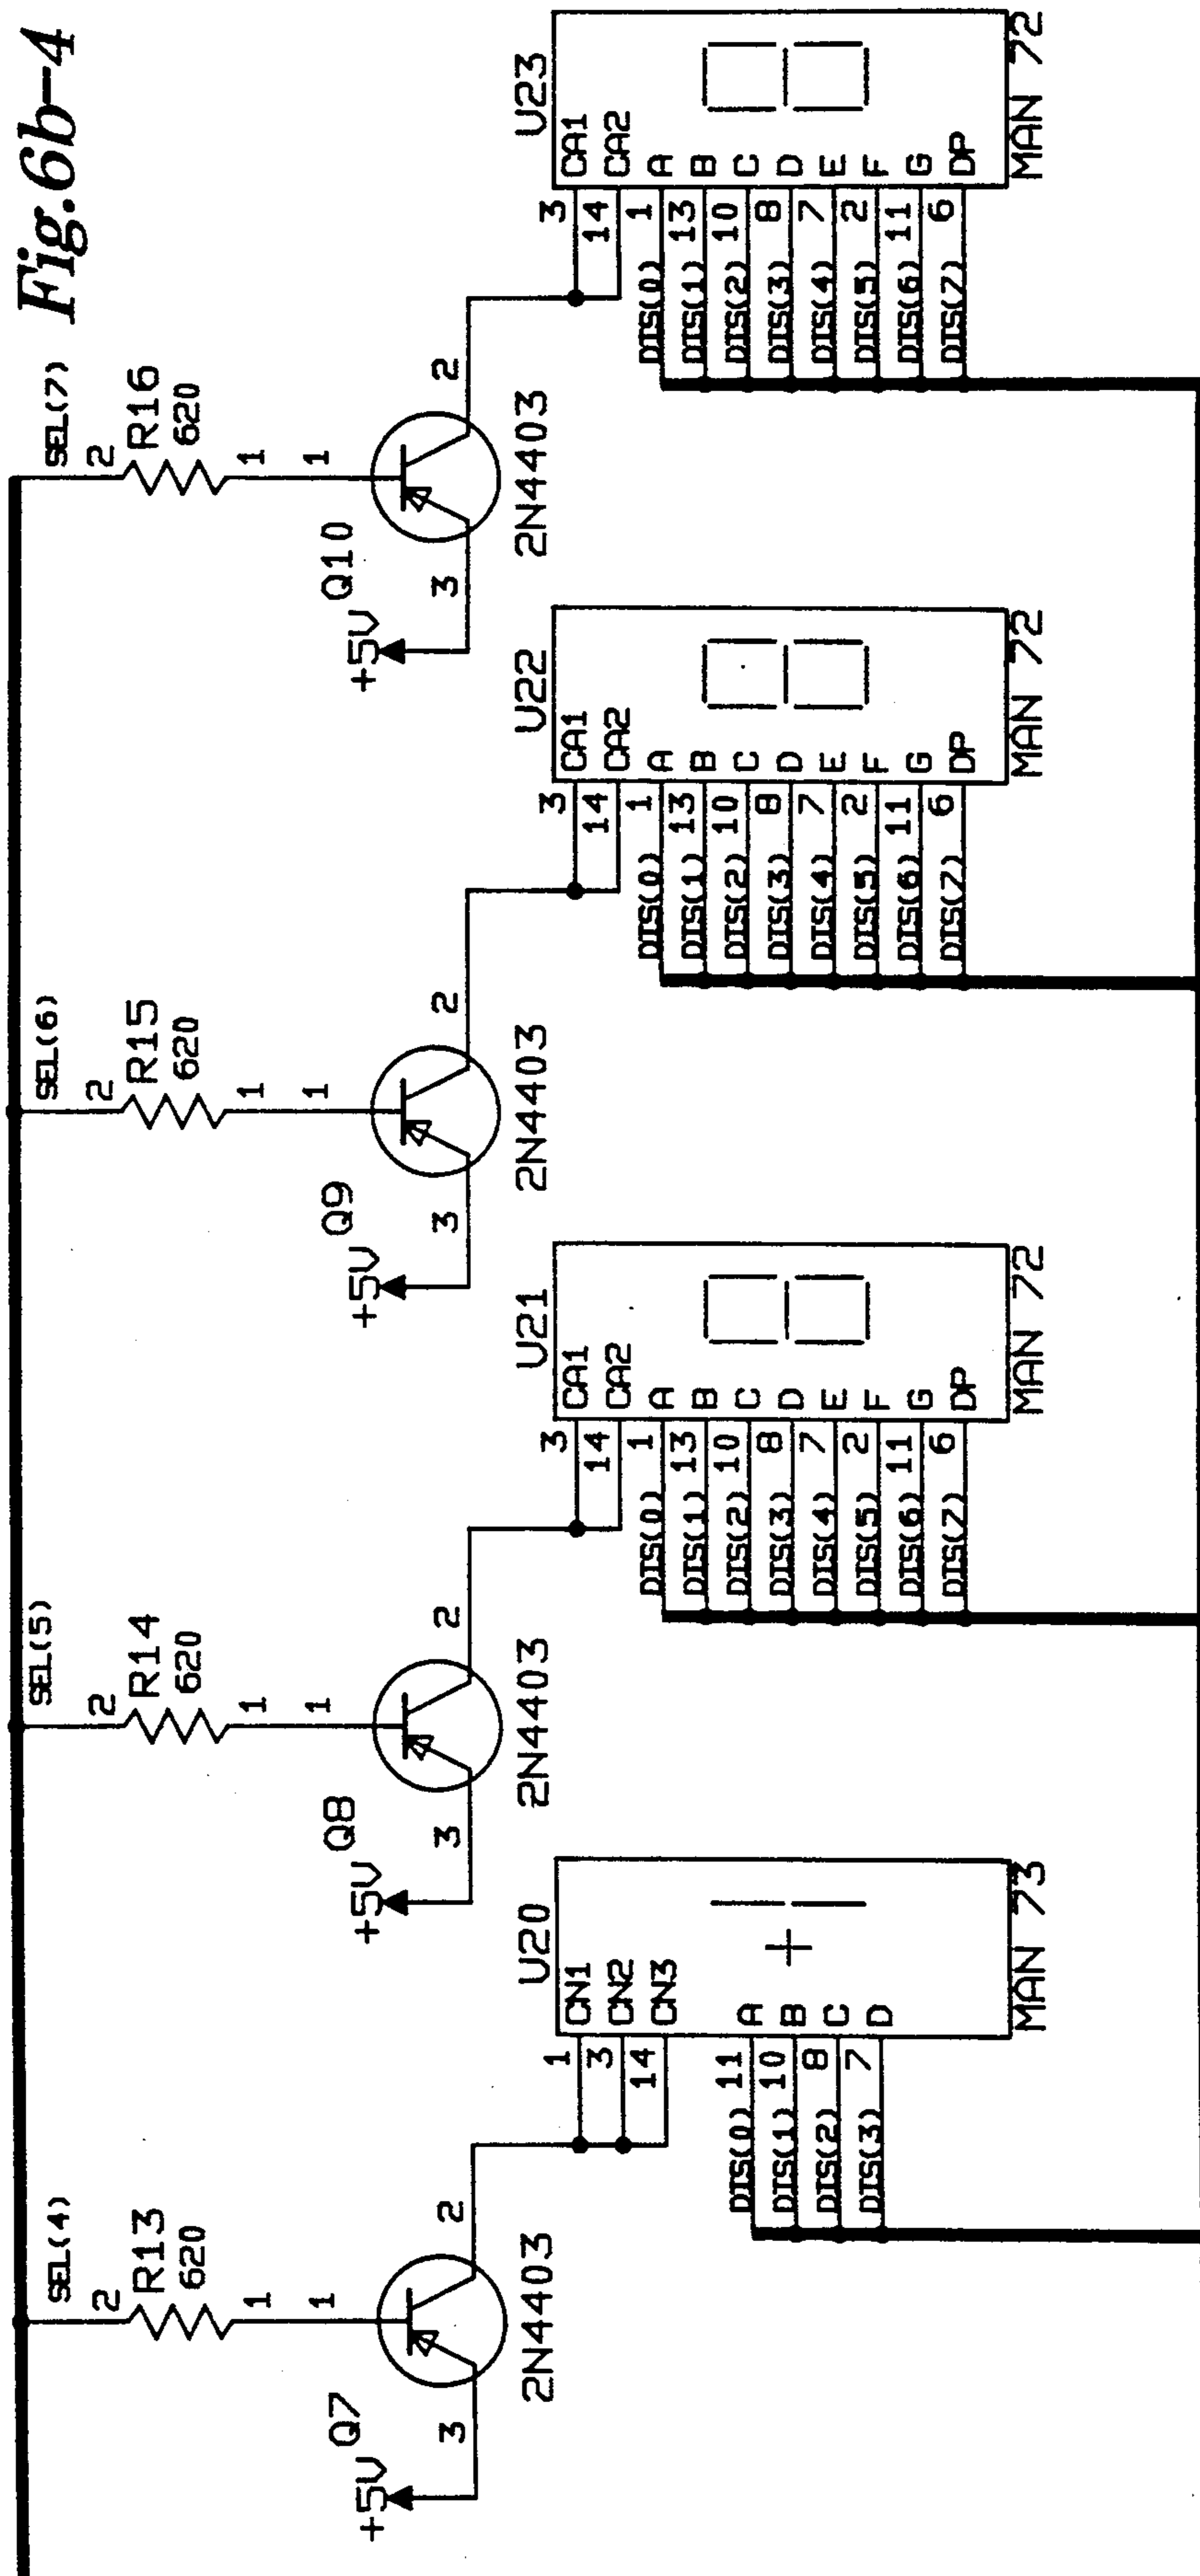 Fig.6b-4
SEL(4)
2
R13
620
1
1
Q7
+5V
3
2
2N4403
U20
1 CN1
3 CN2
14 CN3
DIS(0) 11 A
DIS(1) 10 B
DIS(2) 8 C
DIS(3) 7 D
MAN 73
SEL(5)
2
R14
620
1
1
Q8
+5V
3
2
2N4403
U21
3 CA1
14 CA2
DIS(0) 1 A
DIS(1) 13 B
DIS(2) 10 C
DIS(3) 8 D
DIS(4) 7 E
DIS(5) 2 F
DIS(6) 11 G
DIS(7) 6 DP
MAN 72
SEL(6)
2
R15
620
1
1
Q9
+5V
3
2
2N4403
U22
3 CA1
14 CA2
DIS(0) 1 A
DIS(1) 13 B
DIS(2) 10 C
DIS(3) 8 D
DIS(4) 7 E
DIS(5) 2 F
DIS(6) 11 G
DIS(7) 6 DP
MAN 72
SEL(7)
2
R16
620
1
1
Q10
+5V
3
2
2N4403
U23
3 CA1
14 CA2
DIS(0) 1 A
DIS(1) 13 B
DIS(2) 10 C
DIS(3) 8 D
DIS(4) 7 E
DIS(5) 2 F
DIS(6) 11 G
DIS(7) 6 DP
MAN 72